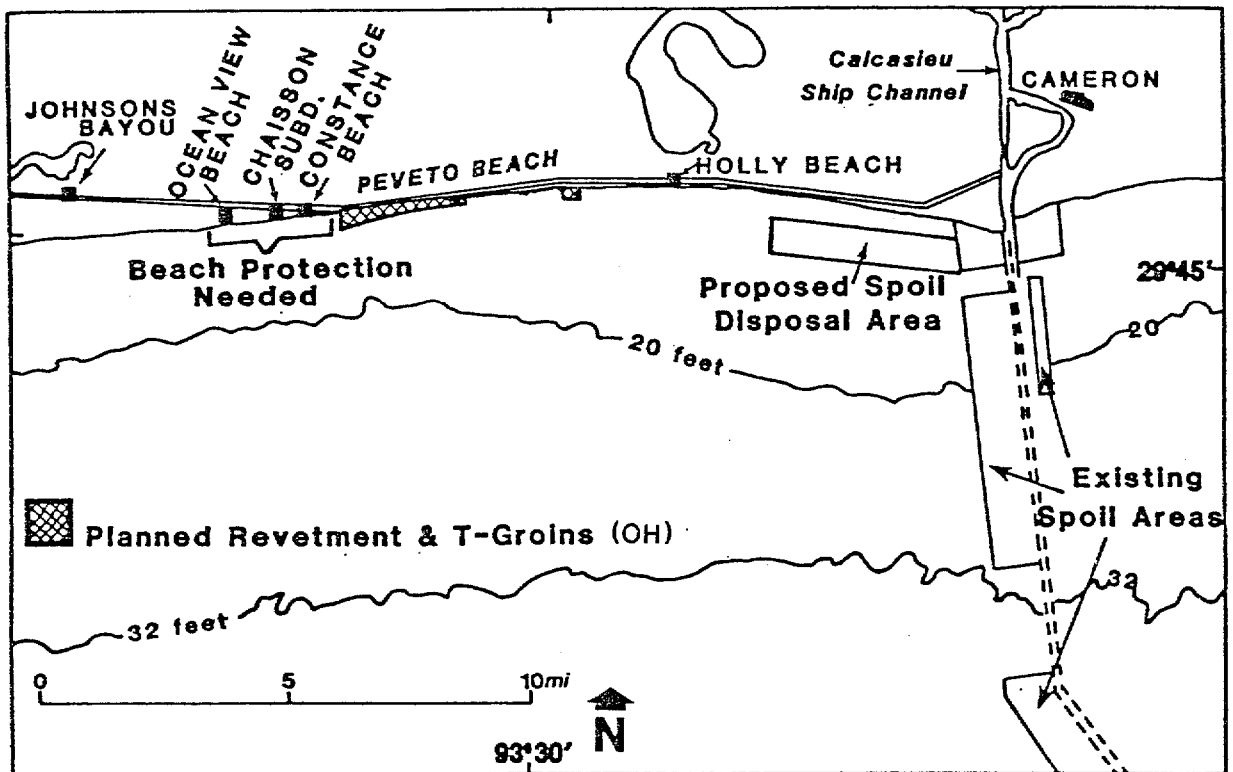 JOHNSONS
BAYOU
OCEAN VIEW
BEACH
CHAISSON
SUBD.
CONSTANCE
BEACH
PEVETO BEACH
HOLLY BEACH
Calcasieu
Ship Channel
CAMERON
Beach Protection
Needed
Proposed Spoil
Disposal Area
29°45'
20 feet
20
Existing
Spoil Areas
Planned Revetment & T-Groins (OH)
32 feet
32
0 5 10mi
N
93°30'